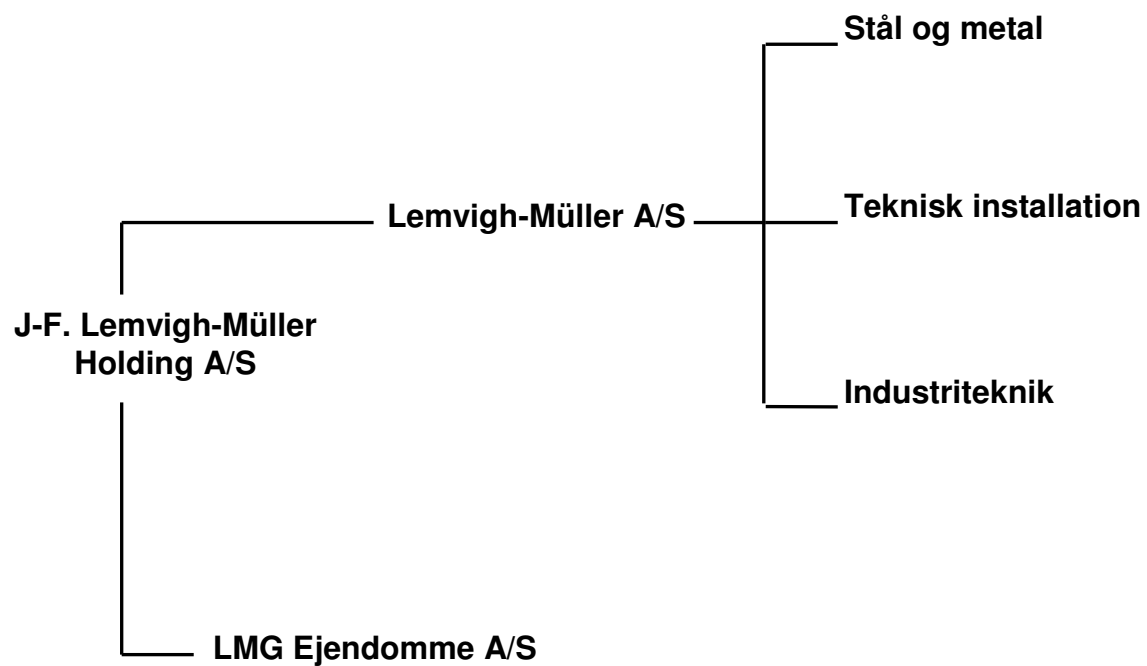 Stål og metal
Lemvigh-Müller A/S
Teknisk installation
J-F. Lemvigh-Müller
Holding A/S
Industriteknik
LMG Ejendomme A/S